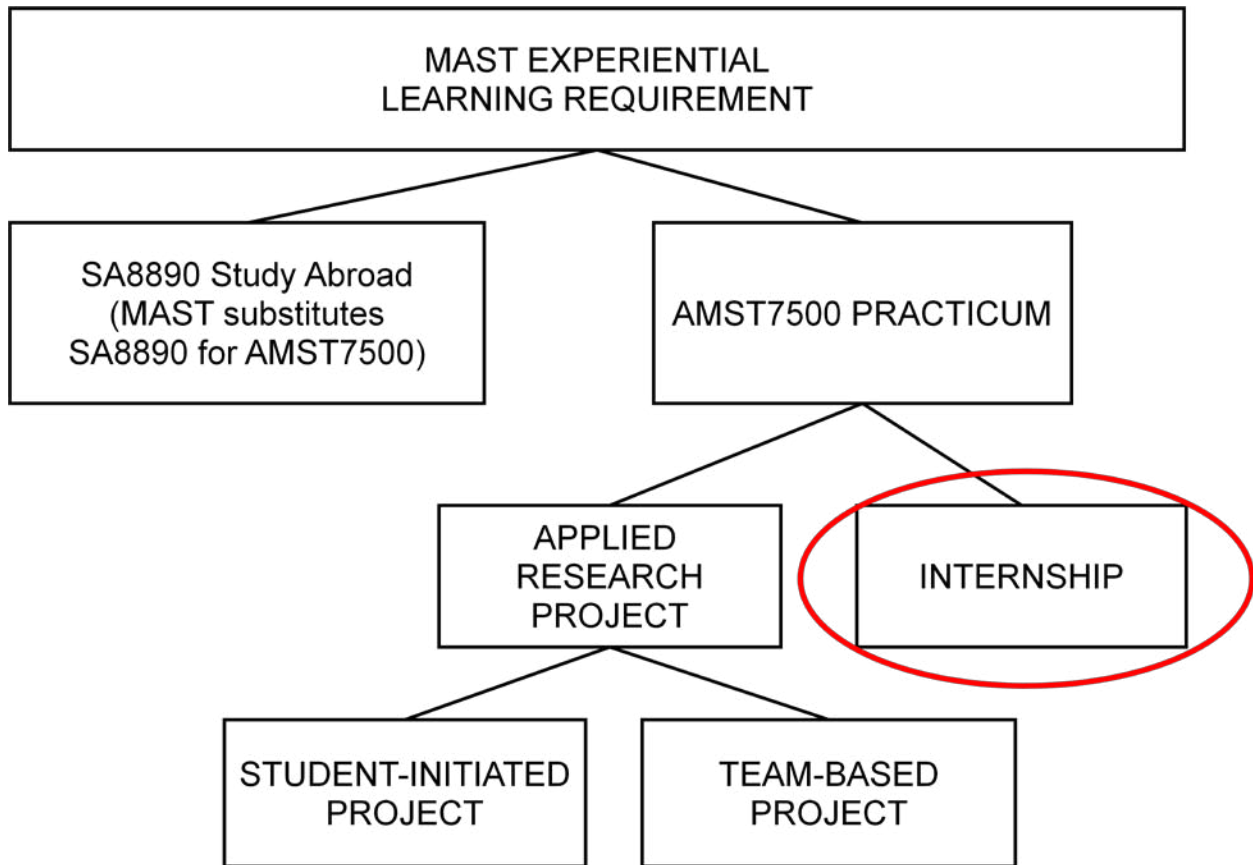 MAST EXPERIENTIAL
LEARNING REQUIREMENT
SA8890 Study Abroad
(MAST substitutes
SA8890 for AMST7500)
AMST7500 PRACTICUM
APPLIED
RESEARCH
PROJECT
INTERNSHIP
STUDENT-INITIATED
PROJECT
TEAM-BASED
PROJECT